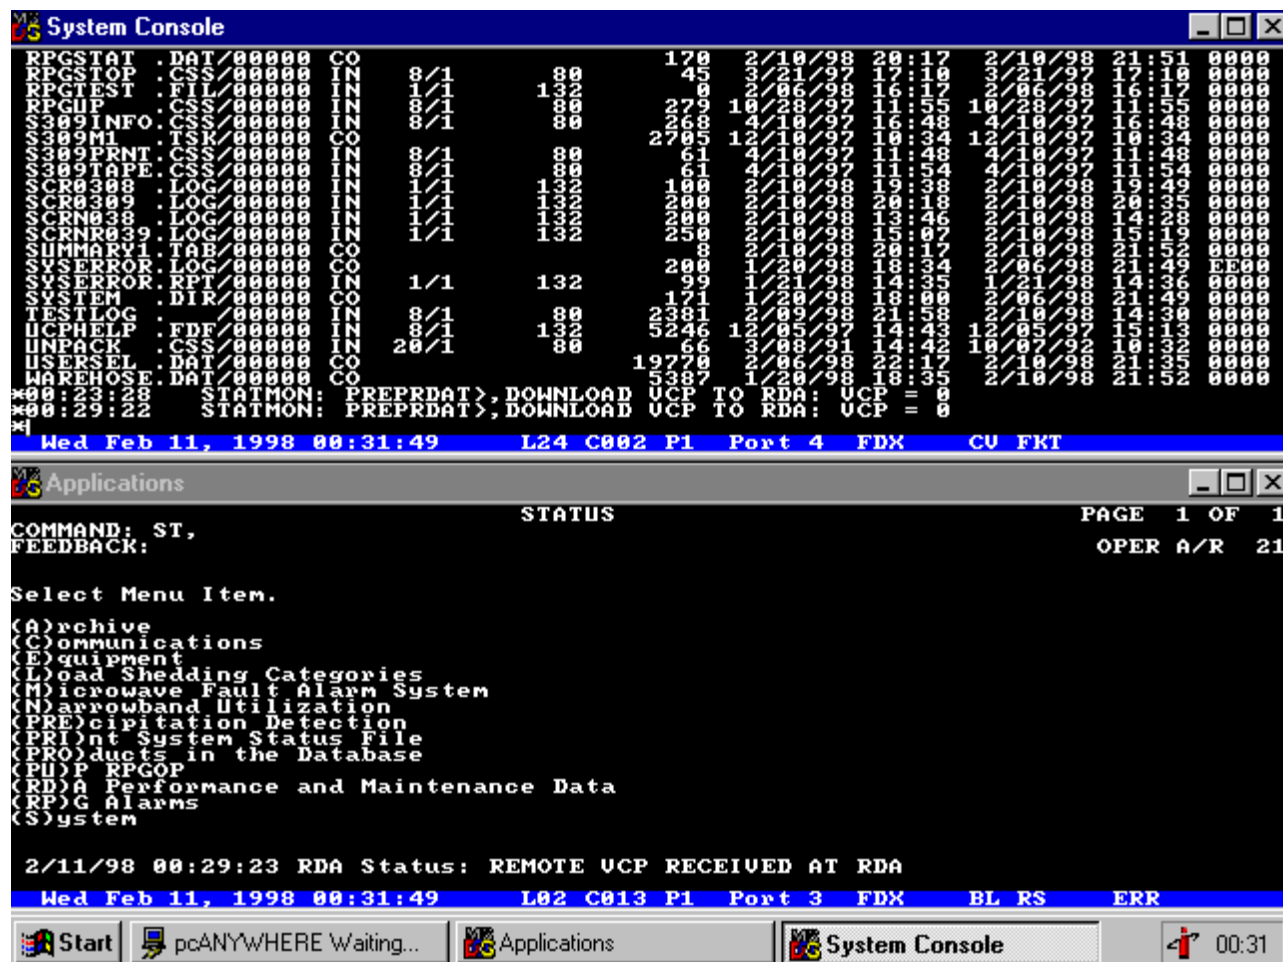 System Console
RPGSTAT .DAT/00000 CO 170 2/10/98 20:17 2/10/98 21:51 0000
RPGSTOP .CSS/00000 IN 8/1 80 45 3/21/97 17:10 3/21/97 17:10 0000
RPGTEST .FIL/00000 IN 1/1 132 0 2/06/98 16:17 2/06/98 16:17 0000
RPGUP .CSS/00000 IN 8/1 80 279 10/28/97 11:55 10/28/97 11:55 0000
S309INFO.CSS/00000 IN 8/1 80 268 4/10/97 16:48 4/10/97 16:48 0000
S309M1 .TSK/00000 CO 2705 12/10/97 10:34 12/10/97 10:34 0000
S309PRNT.CSS/00000 IN 8/1 80 61 4/10/97 11:48 4/10/97 11:48 0000
S309TAPE.CSS/00000 IN 8/1 80 61 4/10/97 11:54 4/10/97 11:54 0000
SCR0308 .LOG/00000 IN 1/1 132 100 2/10/98 19:38 2/10/98 19:49 0000
SCR0309 .LOG/00000 IN 1/1 132 200 2/10/98 20:18 2/10/98 20:35 0000
SCRN038 .LOG/00000 IN 1/1 132 200 2/10/98 13:46 2/10/98 14:28 0000
SCRNR039.LOG/00000 IN 1/1 132 250 2/10/98 15:07 2/10/98 15:19 0000
SUMMARY1.TAB/00000 CO 8 2/10/98 20:17 2/10/98 21:52 0000
SYSERROR.LOG/00000 CO 200 1/20/98 18:34 2/06/98 21:49 EE00
SYSERROR.RPT/00000 IN 1/1 132 99 1/21/98 14:35 1/21/98 14:36 0000
SYSTEM .DIR/00000 CO 171 1/20/98 18:00 2/06/98 21:49 0000
TESTLOG . /00000 IN 8/1 80 2381 2/09/98 21:58 2/10/98 14:30 0000
UCPHELP .FDF/00000 IN 8/1 132 5246 12/05/97 14:43 12/05/97 15:13 0000
UNPACK .CSS/00000 IN 20/1 80 66 3/08/91 14:42 10/07/92 10:32 0000
USERSEL .DAT/00000 CO 19770 2/06/98 22:17 2/10/98 21:35 0000
WAREHOSE.DAT/00000 CO 5387 1/20/98 18:35 2/10/98 21:52 0000
*00:23:28 STATMON: PREPRDAT>,DOWNLOAD VCP TO RDA: VCP = 0
*00:29:22 STATMON: PREPRDAT>,DOWNLOAD VCP TO RDA: VCP = 0
*
Wed Feb 11, 1998 00:31:49 L24 C002 P1 Port 4 FDX CV FKT
Applications
STATUS PAGE 1 OF 1
COMMAND: ST,
FEEDBACK: OPER A/R 21
Select Menu Item.
(A)rchive
(C)ommunications
(E)quipment
(L)oad Shedding Categories
(M)icrowave Fault Alarm System
(N)arrowband Utilization
(PRE)cipitation Detection
(PRI)nt System Status File
(PRO)ducts in the Database
(PU)P RPGOP
(RD)A Performance and Maintenance Data
(RP)G Alarms
(S)ystem
2/11/98 00:29:23 RDA Status: REMOTE VCP RECEIVED AT RDA
Wed Feb 11, 1998 00:31:49 L02 C013 P1 Port 3 FDX BL RS ERR
Start pcANYWHERE Waiting... Applications System Console 00:31